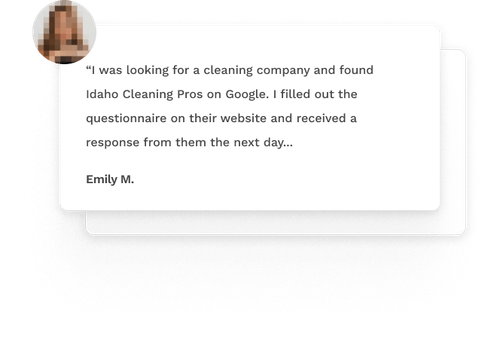 “I was looking for a cleaning company and found
Idaho Cleaning Pros on Google. I filled out the
questionnaire on their website and received a
response from them the next day...
Emily M.